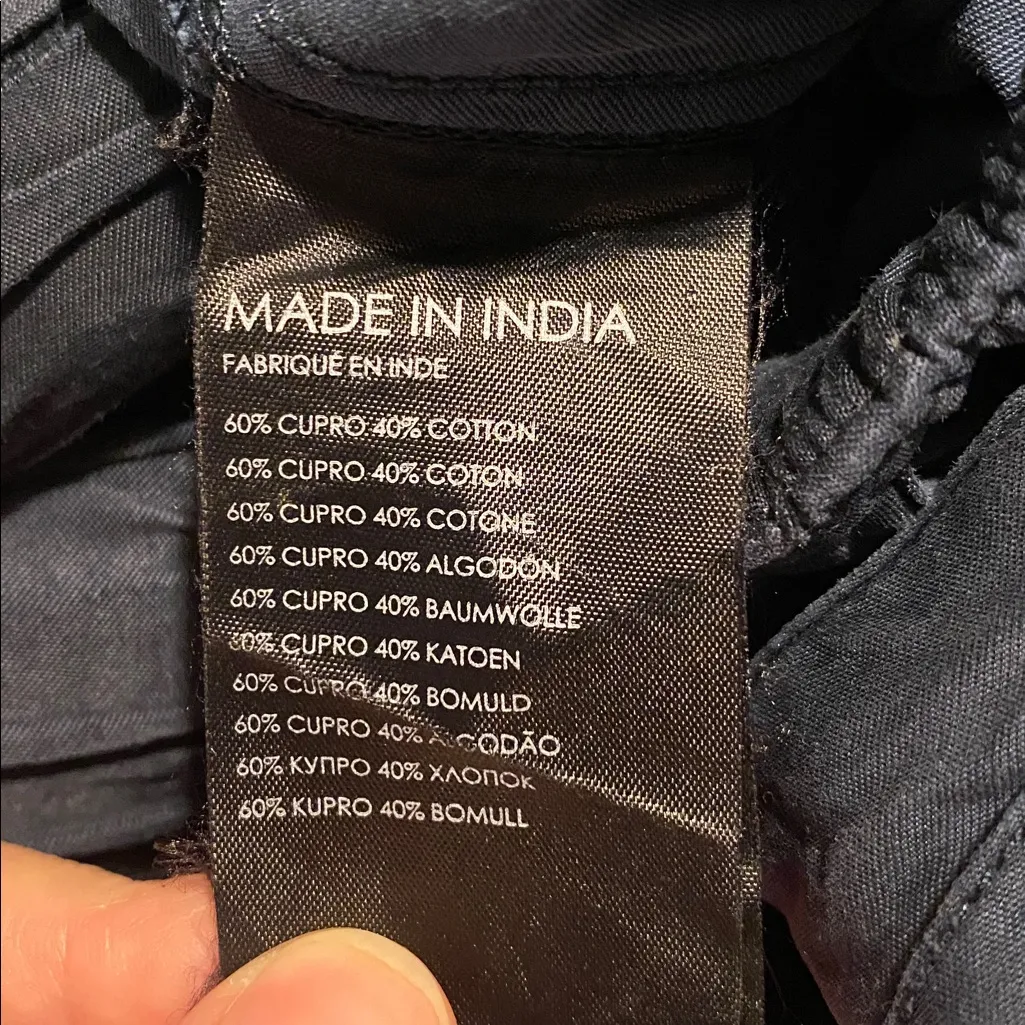 MADE IN INDIA
FABRIQUÉ EN INDE
60% CUPRO 40% COTTON
60% CUPRO 40% COTON
60% CUPRO 40% COTONE
60% CUPRO 40% ALGODÓN
60% CUPRO 40% BAUMWOLLE
60% CUPRO 40% KATOEN
60% CUPRO 40% BOMULD
60% CUPRO 40% ALGODÃO
60% КУПРО 40% ХЛОПОК
60% KUPRO 40% BOMULL